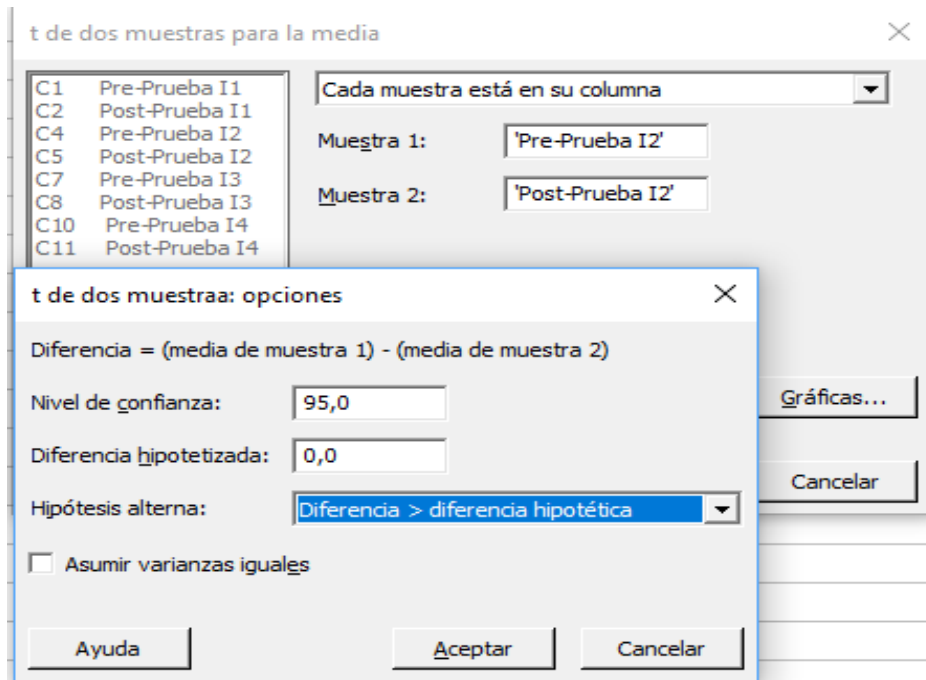 t de dos muestras para la media
C1 Pre-Prueba I1
C2 Post-Prueba I1
C4 Pre-Prueba I2
C5 Post-Prueba I2
C7 Pre-Prueba I3
C8 Post-Prueba I3
C10 Pre-Prueba I4
C11 Post-Prueba I4
Cada muestra está en su columna
Muestra 1: 'Pre-Prueba I2'
Muestra 2: 'Post-Prueba I2'
Gráficas...
Cancelar
t de dos muestraa: opciones
Diferencia = (media de muestra 1) - (media de muestra 2)
Nivel de confianza: 95,0
Diferencia hipotetizada: 0,0
Hipótesis alterna: Diferencia > diferencia hipotética
Asumir varianzas iguales
Ayuda Aceptar Cancelar